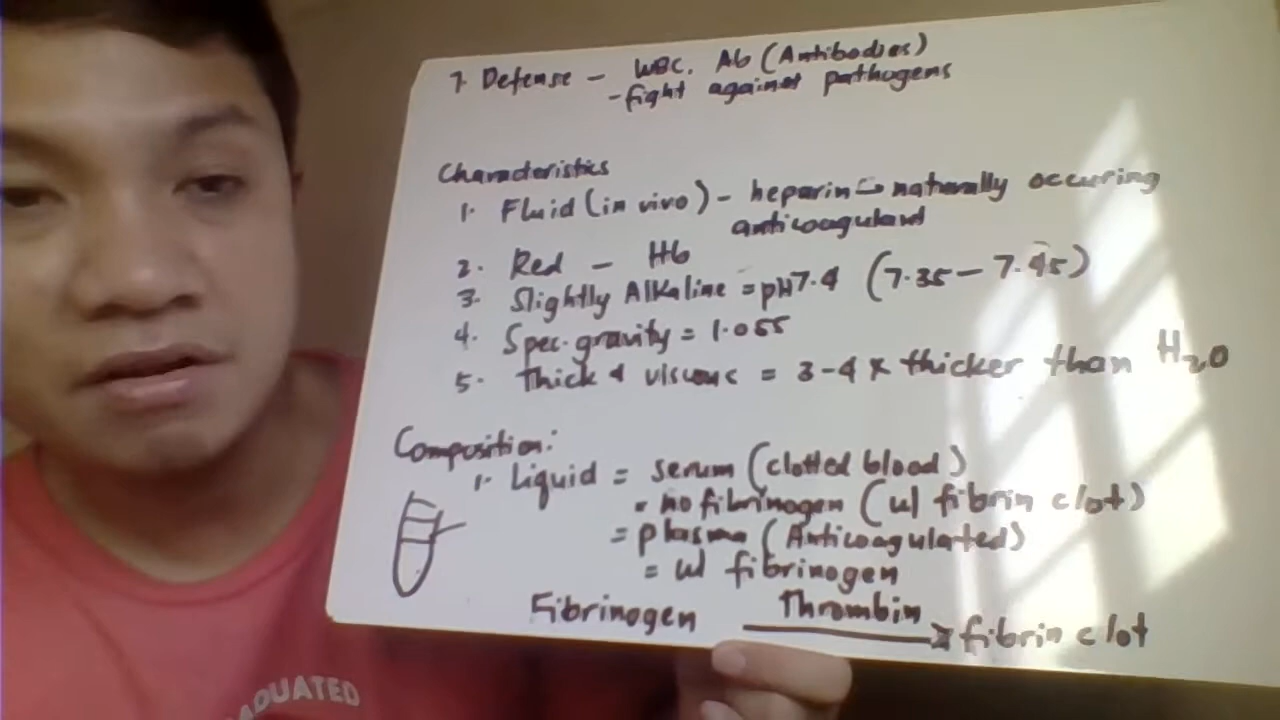 7. Defense - WBC, Ab (Antibodies)
- fight against pathogens
Characteristics
1. Fluid (in vivo) - heparin naturally occuring
anticoagulant
2. Red - Hb
3. Slightly Alkaline = pH 7.4 (7.35 - 7.45)
4. Spec. gravity = 1.055
5. Thick & viscous = 3-4 x thicker than H2O
Composition:
1. Liquid = serum (clotted blood)
= no fibrinogen (w/ fibrin clot)
= plasma (Anticoagulated)
= w/ fibrinogen
Fibrinogen Thrombin fibrin clot
ADUATED